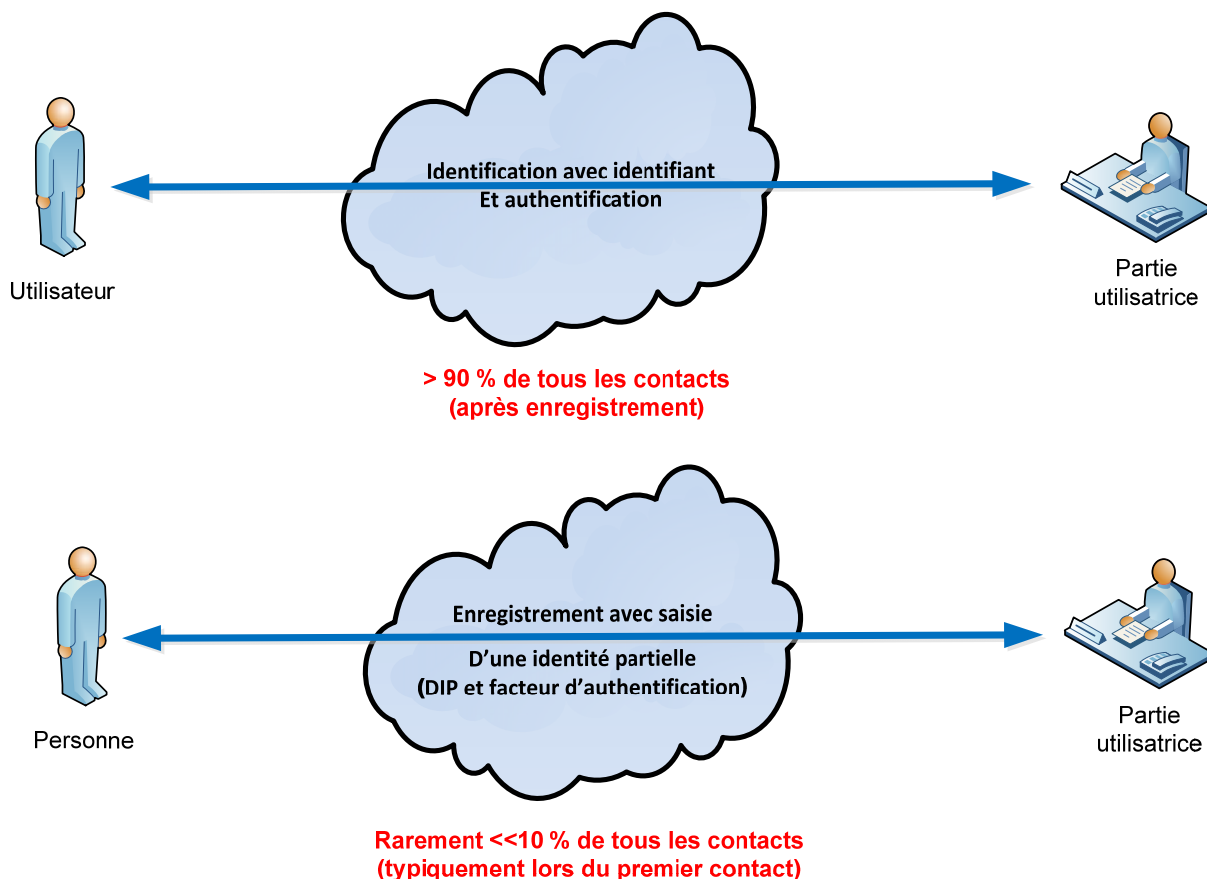 Identification avec identifiant
Et authentification
Utilisateur
Partie
utilisatrice
> 90 % de tous les contacts
(après enregistrement)
Enregistrement avec saisie
D’une identité partielle
(DIP et facteur d’authentification)
Personne
Partie
utilisatrice
Rarement <<10 % de tous les contacts
(typiquement lors du premier contact)